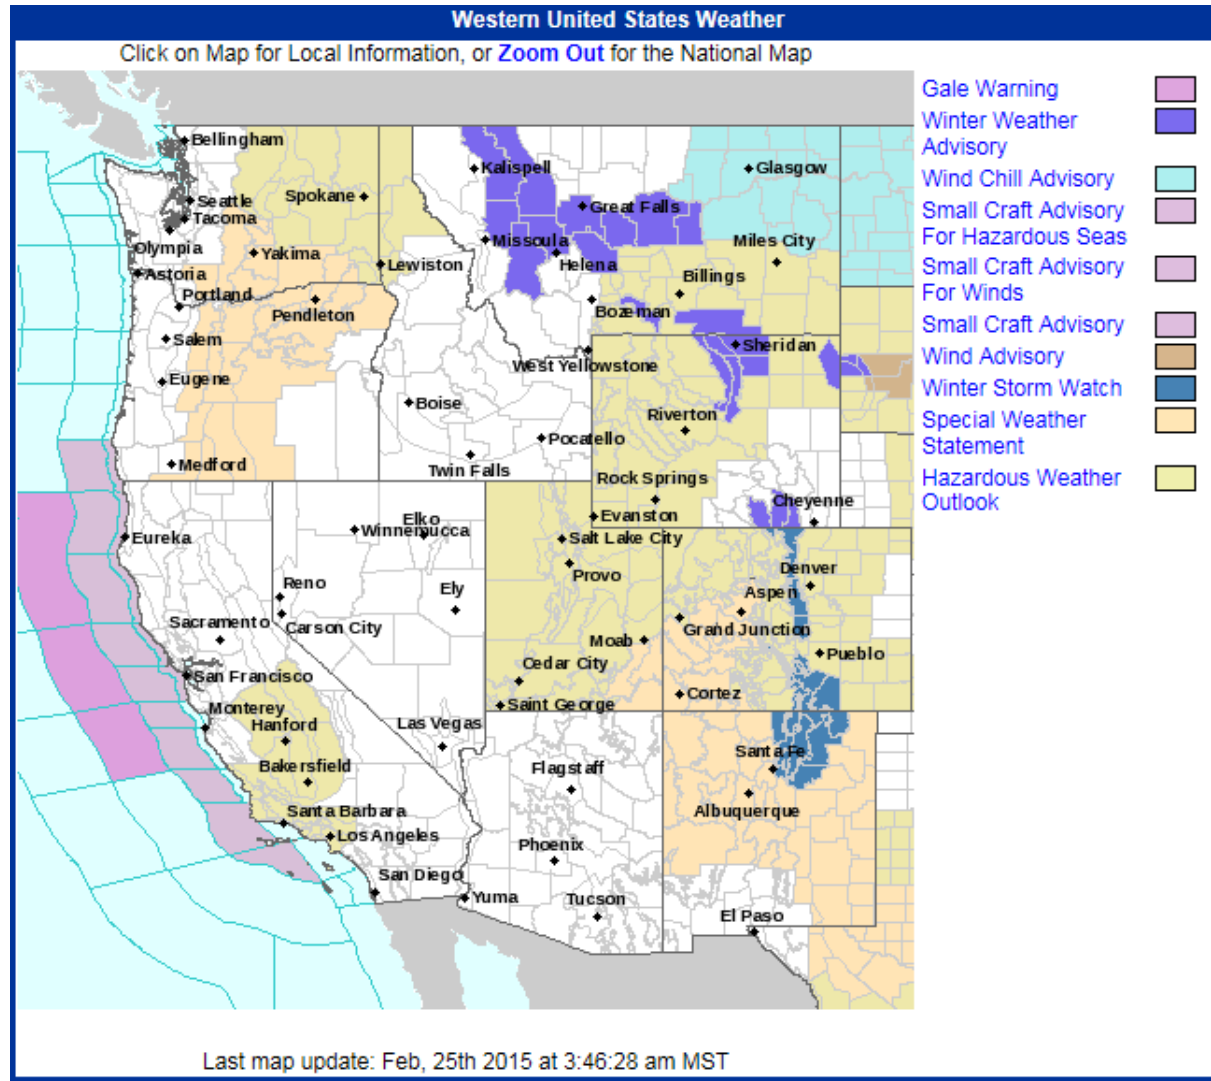 Western United States Weather
Click on Map for Local Information, or Zoom Out for the National Map
Gale Warning
Winter Weather
Advisory
Wind Chill Advisory
Small Craft Advisory
For Hazardous Seas
Small Craft Advisory
For Winds
Small Craft Advisory
Wind Advisory
Winter Storm Watch
Special Weather
Statement
Hazardous Weather
Outlook
Bellingham
Kalispell
Glasgow
Spokane
Seattle
Great Falls
Tacoma
Olympia
Missoula
Miles City
Yakima
Lewiston
Helena
Astoria
Billings
Portland
Pendleton
Bozeman
Salem
Sheridan
West Yellowstone
Eugene
Boise
Riverton
Pocatello
Medford
Twin Falls
Rock Springs
Cheyenne
Elko
Evanston
Winnemucca
Eureka
Salt Lake City
Denver
Provo
Reno
Ely
Aspen
Sacramento
Carson City
Grand Junction
Moab
Pueblo
Cedar City
San Francisco
Cortez
Saint George
Monterey
Hanford
Las Vegas
Santa Fe
Bakersfield
Flagstaff
Santa Barbara
Albuquerque
Los Angeles
Phoenix
San Diego
Yuma
Tucson
El Paso
Last map update: Feb, 25th 2015 at 3:46:28 am MST